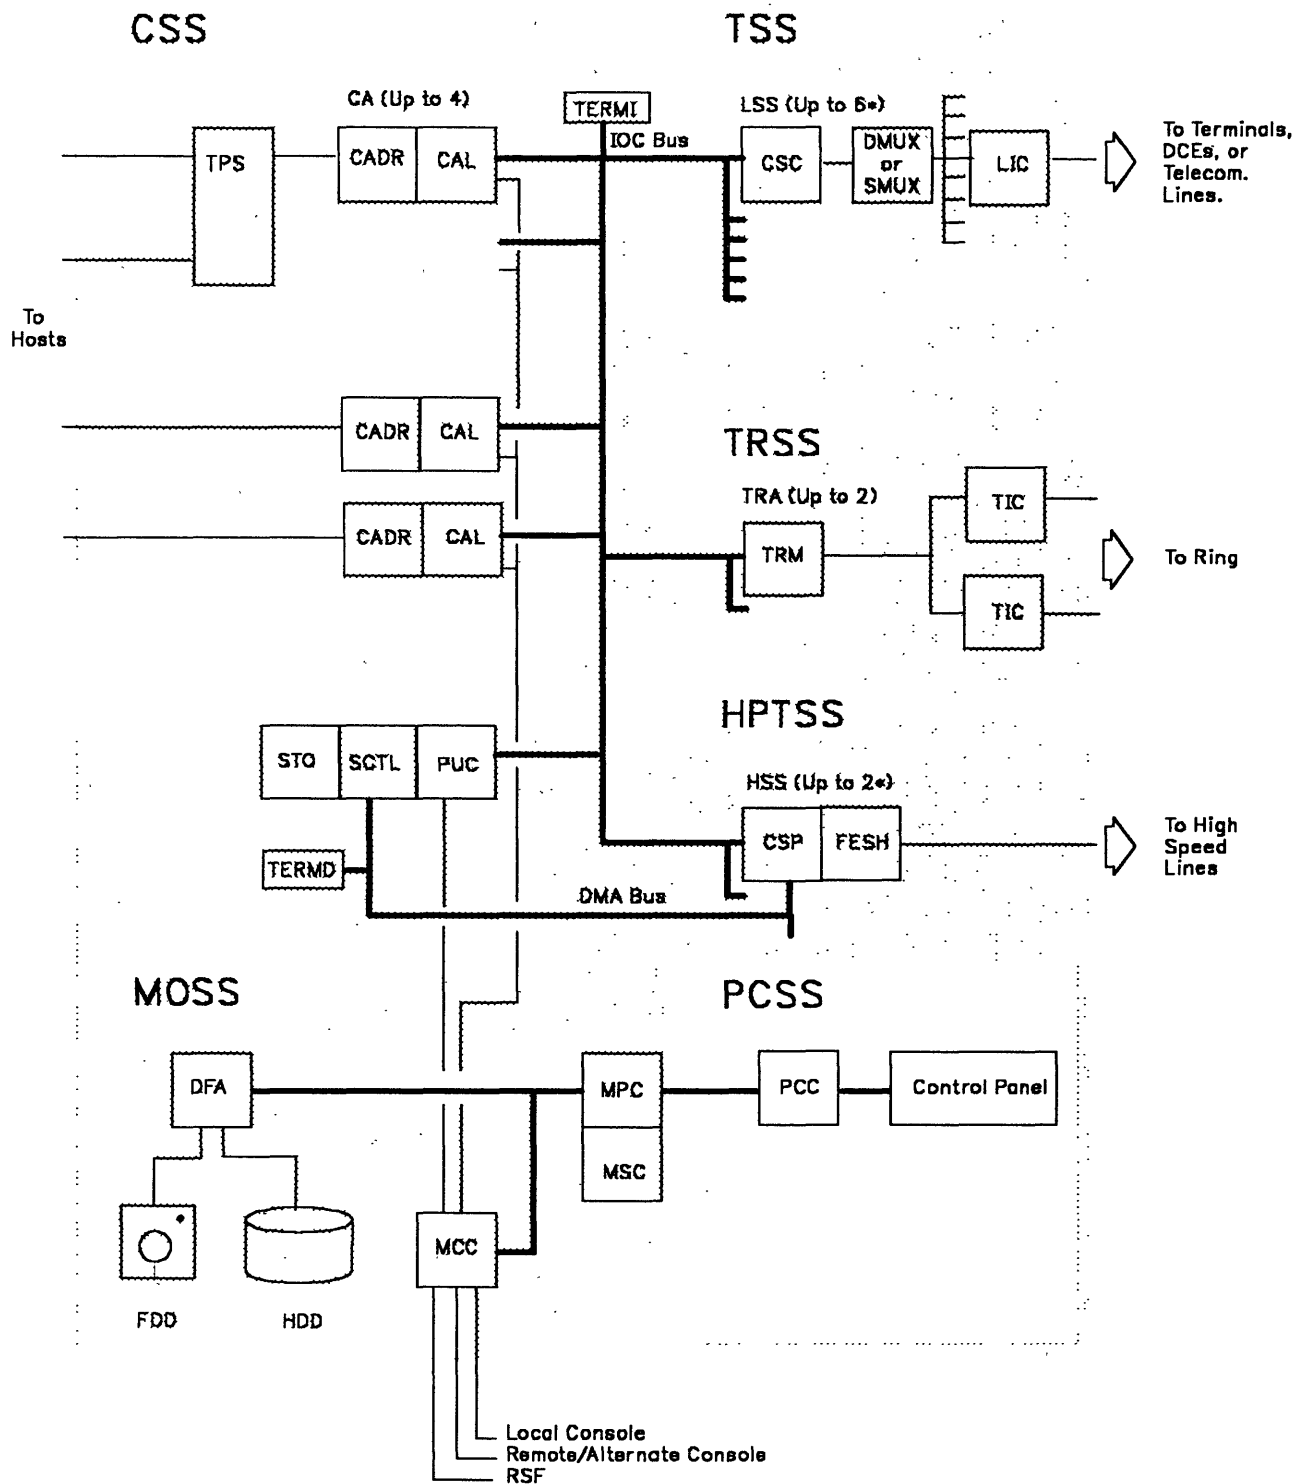 CSS
TSS
CA (Up to 4)
TERMI
LSS (Up to 6*)
IOC Bus
TPS
CADR
CAL
CSC
DMUX
or
SMUX
LIC
To Terminals,
DCEs, or
Telecom.
Lines.
To
Hosts
CADR
CAL
TRSS
TRA (Up to 2)
TIC
CADR
CAL
TRM
To Ring
TIC
HPTSS
STO
SCTL
PUC
HSS (Up to 2*)
CSP
FESH
To High
Speed
Lines
TERMD
DMA Bus
MOSS
PCSS
DFA
MPC
PCC
Control Panel
MSC
MCC
FDD
HDD
Local Console
Remote/Alternate Console
RSF